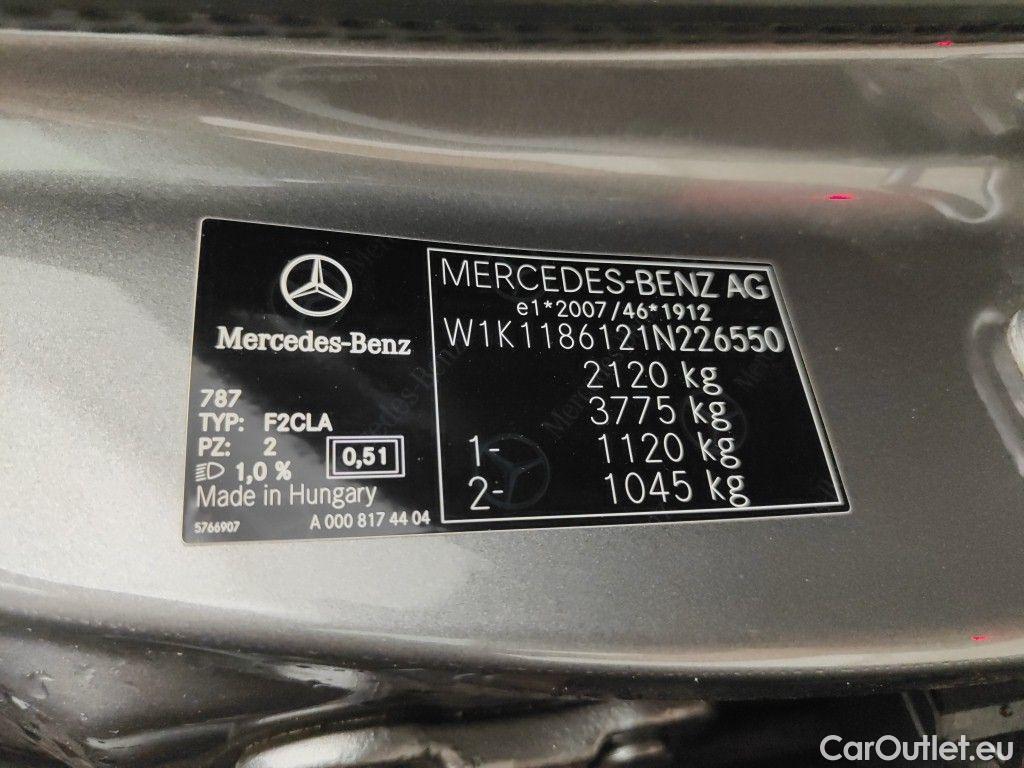 Mercedes-Benz
787
TYP: F2CLA
PZ: 2
1,0 %
0,51
Made in Hungary
5766907
A 000 817 44 04
MERCEDES-BENZ AG
e1*2007/46*1912
W1K1186121N226550
2120 kg
3775 kg
1- 1120 kg
2- 1045 kg
CarOutlet.eu